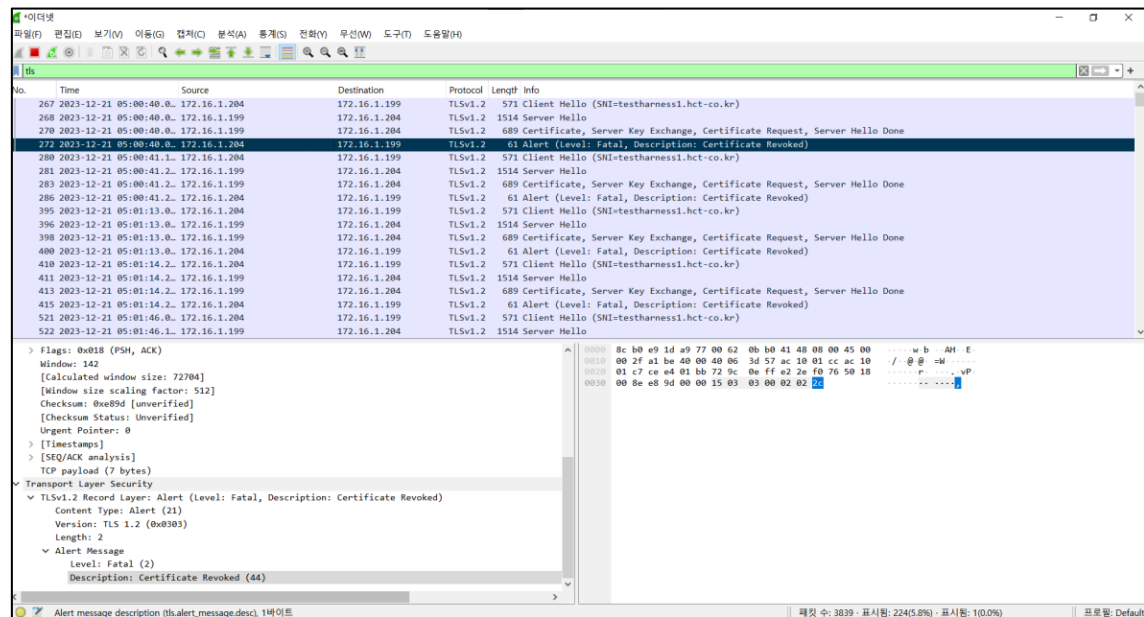 *이더넷
파일(F) 편집(E) 보기(V) 이동(G) 캡처(C) 분석(A) 통계(S) 전화(Y) 무선(W) 도구(T) 도움말(H)
tls
No. Time Source Destination Protocol Length Info
267 2023-12-21 05:00:40.0… 172.16.1.204 172.16.1.199 TLSv1.2 571 Client Hello (SNI=testharness1.hct-co.kr)
268 2023-12-21 05:00:40.0… 172.16.1.199 172.16.1.204 TLSv1.2 1514 Server Hello
270 2023-12-21 05:00:40.0… 172.16.1.199 172.16.1.204 TLSv1.2 689 Certificate, Server Key Exchange, Certificate Request, Server Hello Done
272 2023-12-21 05:00:40.0… 172.16.1.204 172.16.1.199 TLSv1.2 61 Alert (Level: Fatal, Description: Certificate Revoked)
280 2023-12-21 05:00:41.1… 172.16.1.204 172.16.1.199 TLSv1.2 571 Client Hello (SNI=testharness1.hct-co.kr)
281 2023-12-21 05:00:41.2… 172.16.1.199 172.16.1.204 TLSv1.2 1514 Server Hello
283 2023-12-21 05:00:41.2… 172.16.1.199 172.16.1.204 TLSv1.2 689 Certificate, Server Key Exchange, Certificate Request, Server Hello Done
286 2023-12-21 05:00:41.2… 172.16.1.204 172.16.1.199 TLSv1.2 61 Alert (Level: Fatal, Description: Certificate Revoked)
395 2023-12-21 05:01:13.0… 172.16.1.204 172.16.1.199 TLSv1.2 571 Client Hello (SNI=testharness1.hct-co.kr)
396 2023-12-21 05:01:13.0… 172.16.1.199 172.16.1.204 TLSv1.2 1514 Server Hello
398 2023-12-21 05:01:13.0… 172.16.1.199 172.16.1.204 TLSv1.2 689 Certificate, Server Key Exchange, Certificate Request, Server Hello Done
400 2023-12-21 05:01:13.0… 172.16.1.204 172.16.1.199 TLSv1.2 61 Alert (Level: Fatal, Description: Certificate Revoked)
410 2023-12-21 05:01:14.2… 172.16.1.204 172.16.1.199 TLSv1.2 571 Client Hello (SNI=testharness1.hct-co.kr)
411 2023-12-21 05:01:14.2… 172.16.1.199 172.16.1.204 TLSv1.2 1514 Server Hello
413 2023-12-21 05:01:14.2… 172.16.1.199 172.16.1.204 TLSv1.2 689 Certificate, Server Key Exchange, Certificate Request, Server Hello Done
415 2023-12-21 05:01:14.2… 172.16.1.204 172.16.1.199 TLSv1.2 61 Alert (Level: Fatal, Description: Certificate Revoked)
521 2023-12-21 05:01:46.0… 172.16.1.204 172.16.1.199 TLSv1.2 571 Client Hello (SNI=testharness1.hct-co.kr)
522 2023-12-21 05:01:46.1… 172.16.1.199 172.16.1.204 TLSv1.2 1514 Server Hello
Flags: 0x018 (PSH, ACK)
Window: 142
[Calculated window size: 72704]
[Window size scaling factor: 512]
Checksum: 0xe89d [unverified]
[Checksum Status: Unverified]
Urgent Pointer: 0
[Timestamps]
[SEQ/ACK analysis]
TCP payload (7 bytes)
Transport Layer Security
TLSv1.2 Record Layer: Alert (Level: Fatal, Description: Certificate Revoked)
Content Type: Alert (21)
Version: TLS 1.2 (0x0303)
Length: 2
Alert Message
Level: Fatal (2)
Description: Certificate Revoked (44)
0000 8c b0 e9 1d a9 77 00 62 0b b0 41 48 08 00 45 00 ·····w·b ··AH··E·
0010 00 2f a1 be 40 00 40 06 3d 57 ac 10 01 cc ac 10 ·/··@·@· =W······
0020 01 c7 ce e4 01 bb 72 9c 0e ff e2 2e f0 76 50 18 ······r· ···.·vP·
0030 00 8e e8 9d 00 00 15 03 03 00 02 02 2c ········ ····,
Alert message description (tls.alert_message.desc), 1바이트
패킷 수: 3839 · 표시됨: 224(5.8%) · 표시됨: 1(0.0%)
프로필: Default